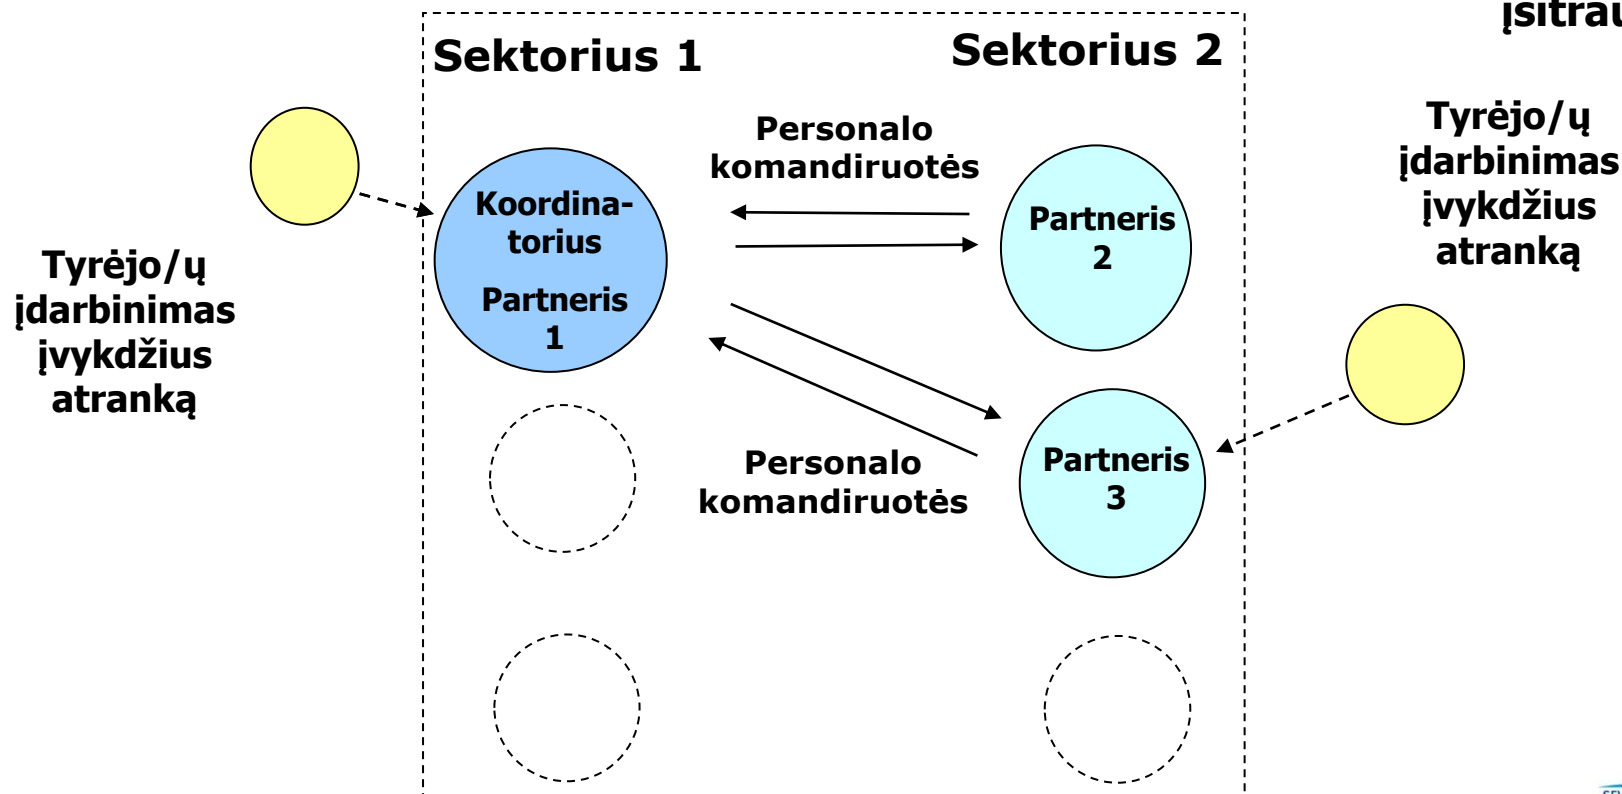 Sektorius 1
Sektorius 2
Personalo
komandiruotės
Koordina-
torius
Partneris
1
Partneris
2
Tyrėjo/ų
įdarbinimas
įvykdžius
atranką
Tyrėjo/ų
įdarbinimas
įvykdžius
atranką
Personalo
komandiruotės
Partneris
3